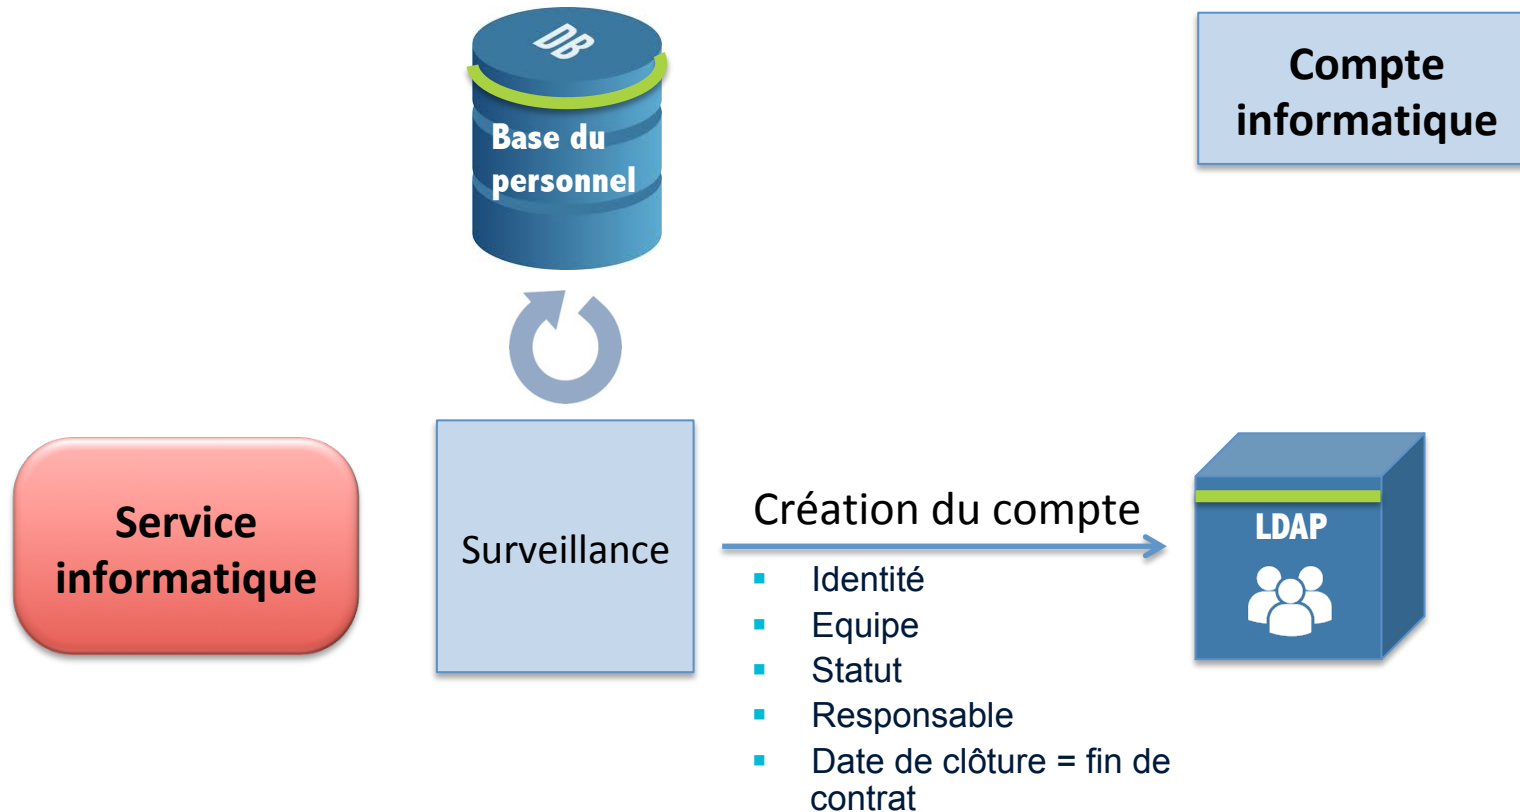 DB
Base du
personnel
Compte
informatique
Service
informatique
Surveillance
Création du compte
▪ Identité
▪ Equipe
▪ Statut
▪ Responsable
▪ Date de clôture = fin de
contrat
LDAP